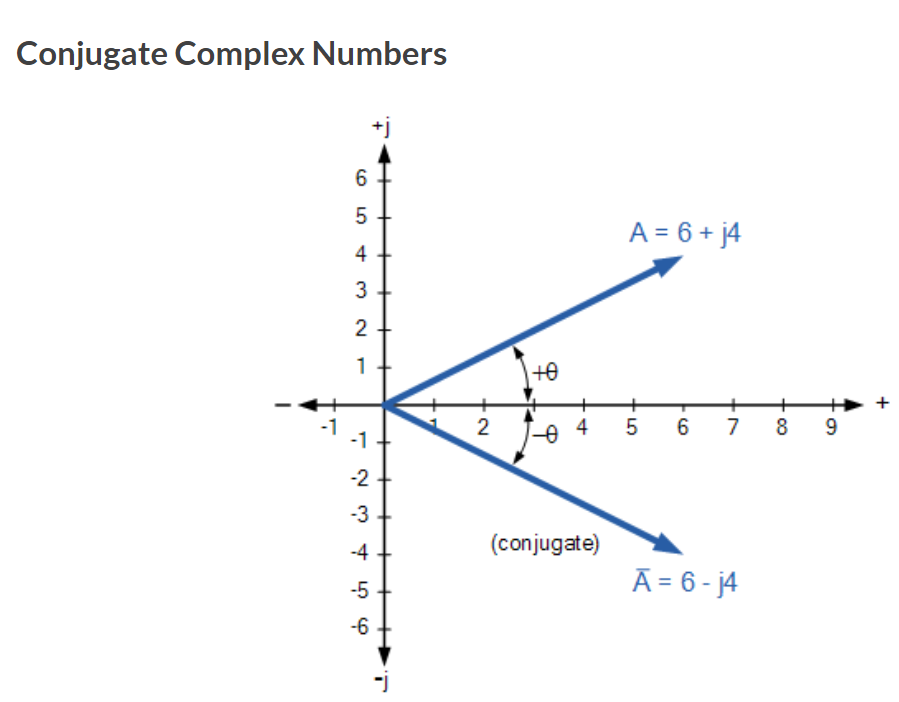 Conjugate Complex Numbers
+j
6
5
A = 6 + j4
4
3
2
1
+θ
− +
-1 1 2 –θ 4 5 6 7 8 9
-1
-2
-3
(conjugate)
-4
Ā = 6 - j4
-5
-6
-j